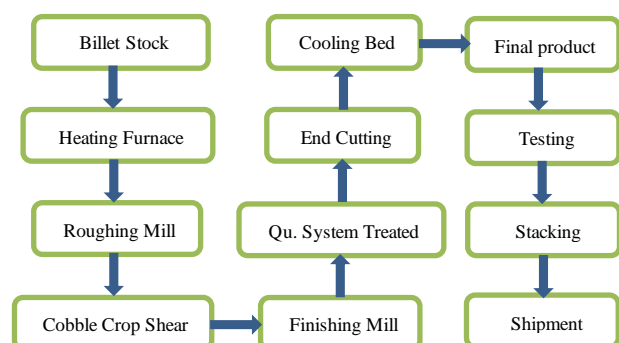 Billet Stock
Heating Furnace
Roughing Mill
Cobble Crop Shear
Finishing Mill
Qu. System Treated
End Cutting
Cooling Bed
Final product
Testing
Stacking
Shipment